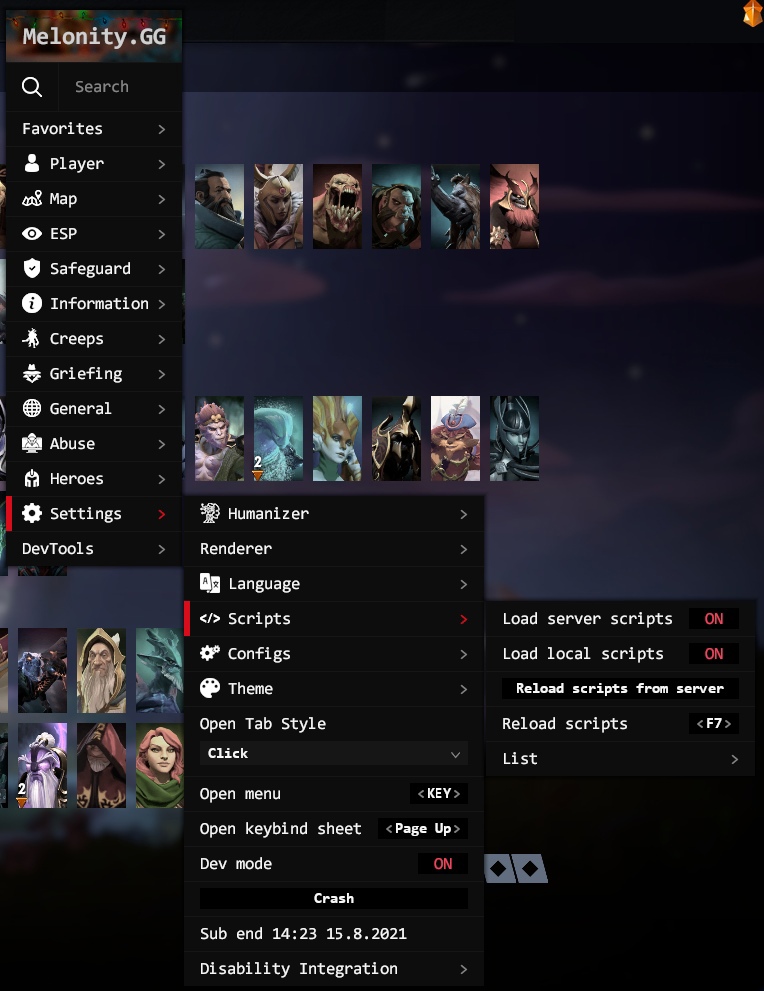 Melonity.GG
Search
Favorites
Player
Map
ESP
Safeguard
Information
Creeps
Griefing
General
Abuse
Heroes
Settings
DevTools
2
2
Humanizer
Renderer
Language
Scripts
Configs
Theme
Open Tab Style
Click
Open menu <KEY>
Open keybind sheet <Page Up>
Dev mode ON
Crash
Sub end 14:23 15.8.2021
Disability Integration
Load server scripts ON
Load local scripts ON
Reload scripts from server
Reload scripts <F7>
List